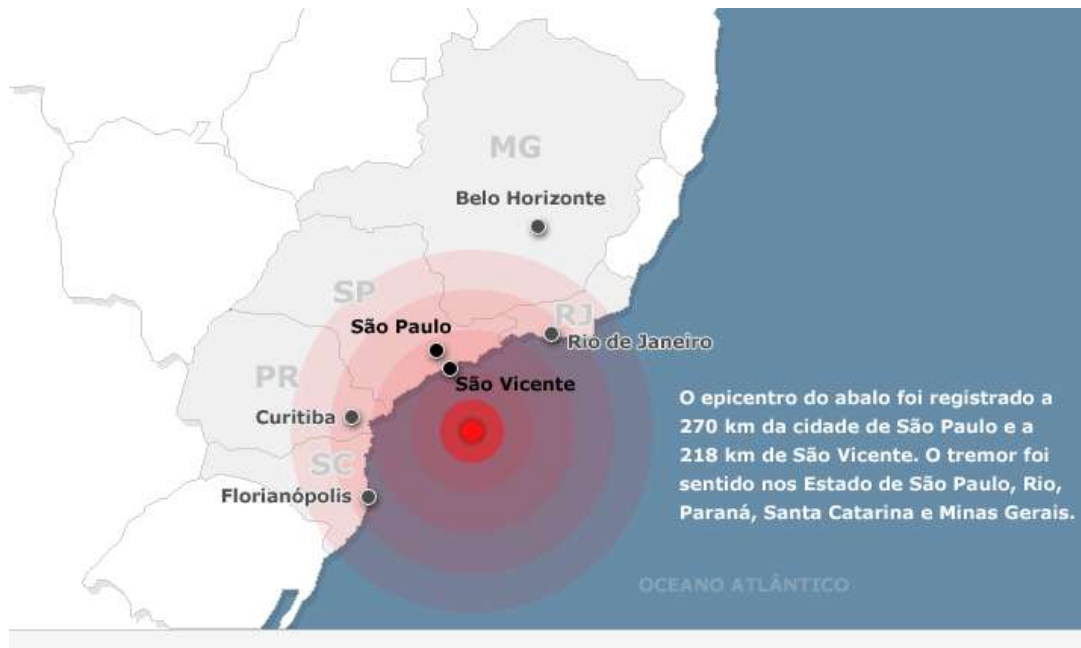 MG
Belo Horizonte
SP
RJ
São Paulo
Rio de Janeiro
PR
São Vicente
Curitiba
SC
Florianópolis
O epicentro do abalo foi registrado a
270 km da cidade de São Paulo e a
218 km de São Vicente. O tremor foi
sentido nos Estado de São Paulo, Rio,
Paraná, Santa Catarina e Minas Gerais.
OCEANO ATLÂNTICO